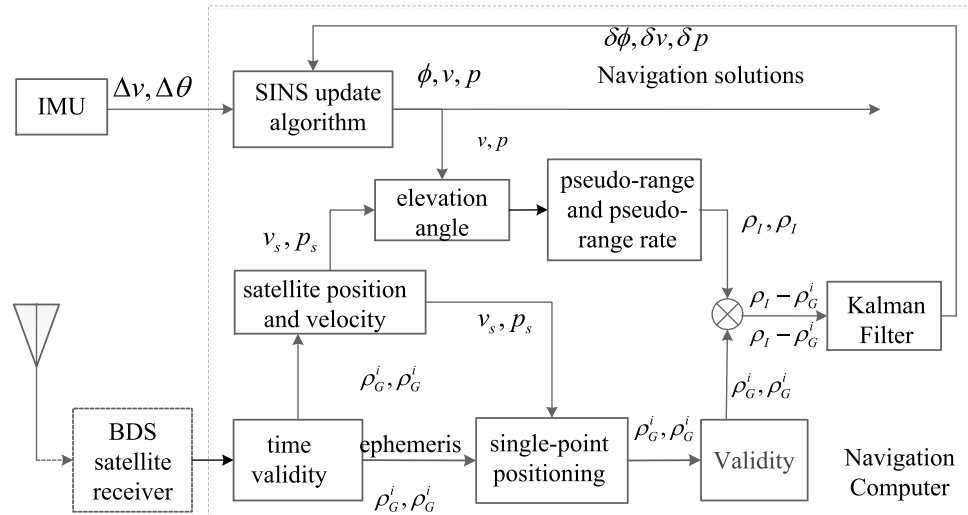 δϕ, δv, δp
Δv, Δθ
ϕ, v, p
Navigation solutions
IMU
SINS update
algorithm
v, p
elevation
angle
pseudo-range
and pseudo-
range rate
v_s, p_s
ρ_I, ρ_I
satellite position
and velocity
v_s, p_s
ρ_I − ρ_G^i
ρ_I − ρ_G^i
Kalman
Filter
ρ_G^i, ρ_G^i
ρ_G^i, ρ_G^i
BDS
satellite
receiver
time
validity
ephemeris
ρ_G^i, ρ_G^i
single-point
positioning
ρ_G^i, ρ_G^i
Validity
Navigation
Computer